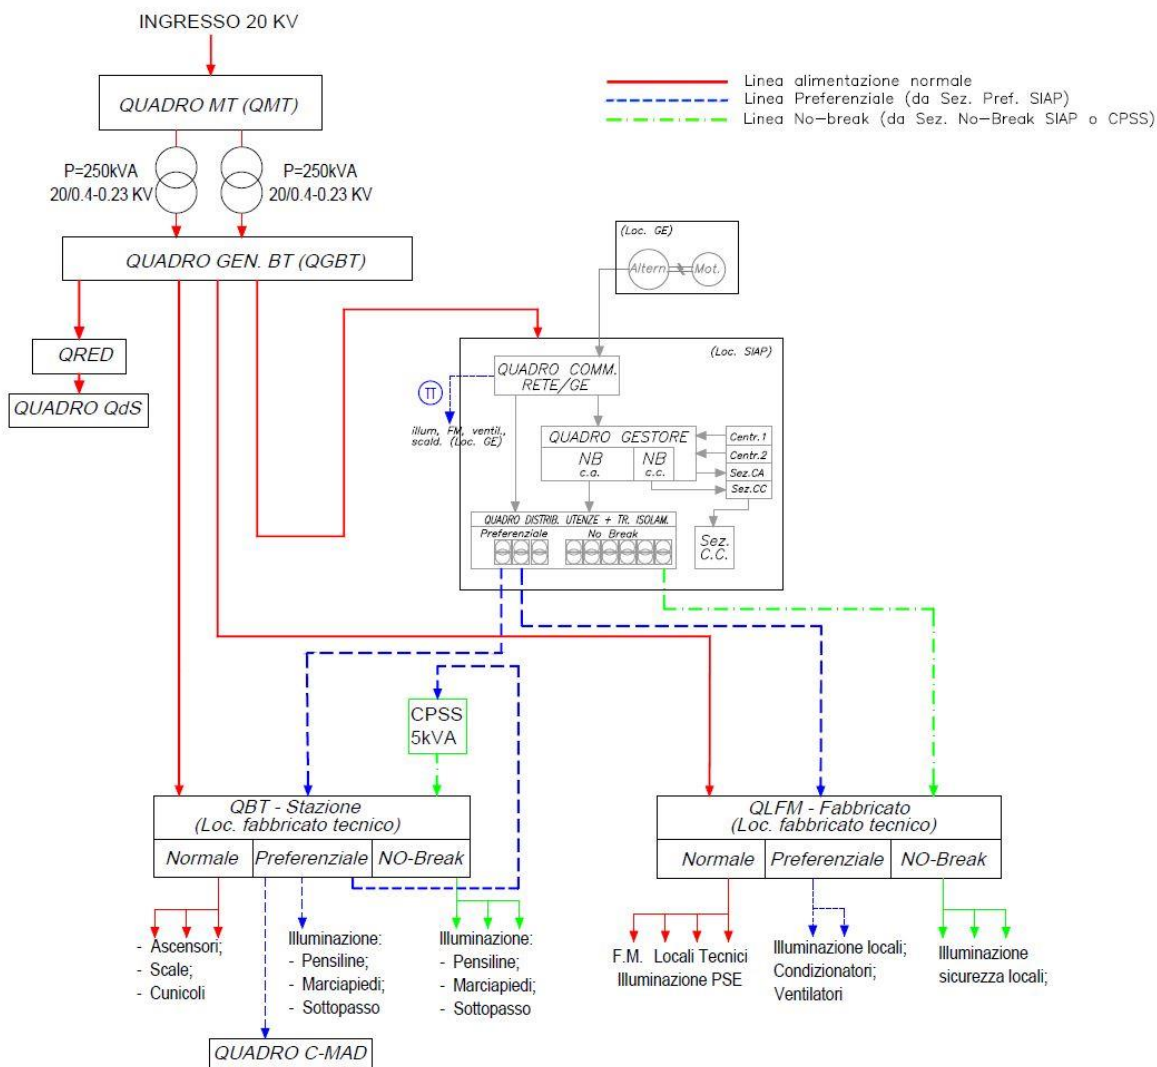 INGRESSO 20 KV
QUADRO MT (QMT)
Linea alimentazione normale
Linea Preferenziale (da Sez. Pref. SIAP)
Linea No-break (da Sez. No-Break SIAP o CPSS)
P=250kVA
20/0.4-0.23 KV
P=250kVA
20/0.4-0.23 KV
QUADRO GEN. BT (QGBT)
(Loc. GE)
Altern.
Mot.
QRED
QUADRO QdS
(Loc. SIAP)
QUADRO COMM.
RETE/GE
π
illum, FM, ventil.,
scald. (Loc. GE)
QUADRO GESTORE
NB
c.a.
NB
c.c.
Centr.1
Centr.2
Sez.CA
Sez.CC
QUADRO DISTRIB. UTENZE + TR. ISOLAM.
Preferenziale
No Break
Sez.
C.C.
CPSS
5kVA
QBT - Stazione
(Loc. fabbricato tecnico)
Normale
Preferenziale
NO-Break
QLFM - Fabbricato
(Loc. fabbricato tecnico)
Normale
Preferenziale
NO-Break
- Ascensori;
- Scale;
- Cunicoli
Illuminazione:
- Pensiline;
- Marciapiedi;
- Sottopasso
Illuminazione:
- Pensiline;
- Marciapiedi;
- Sottopasso
F.M. Locali Tecnici
Illuminazione PSE
Illuminazione locali;
Condizionatori;
Ventilatori
Illuminazione
sicurezza locali;
QUADRO C-MAD